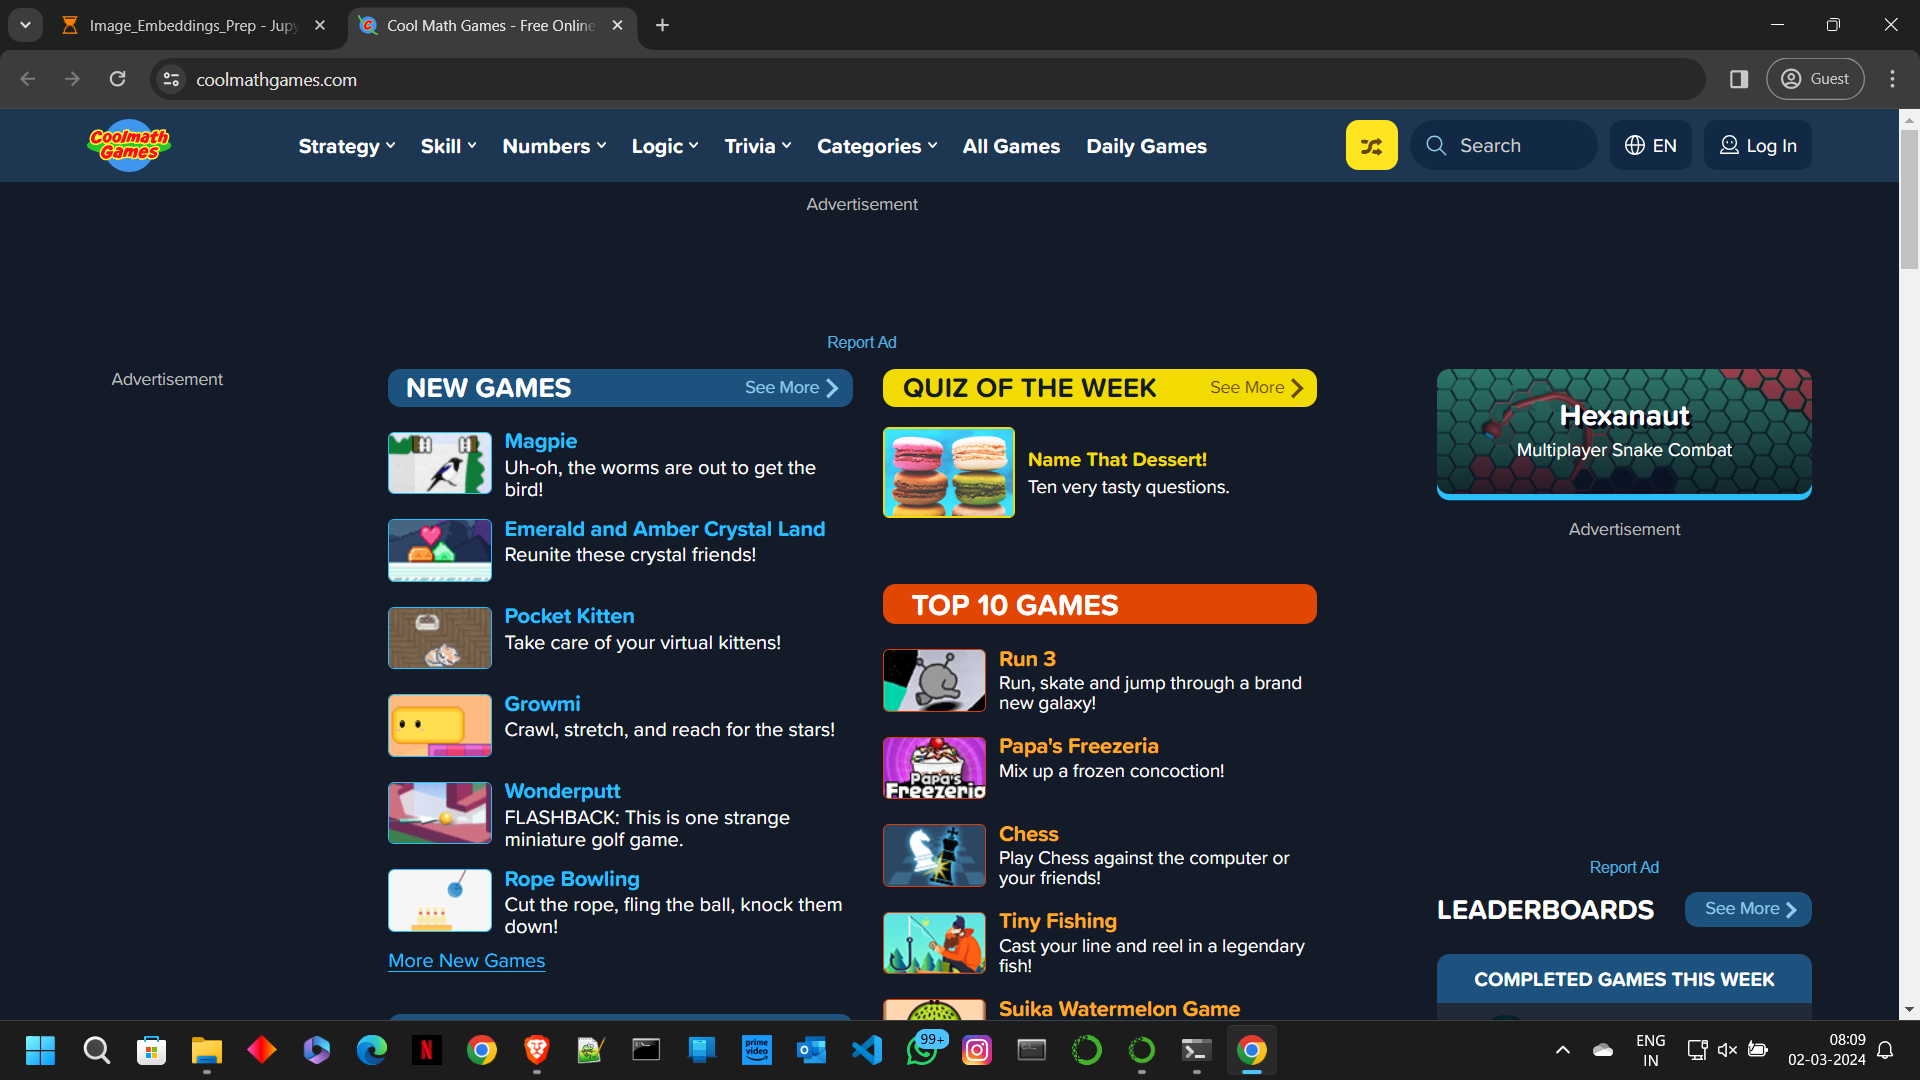 Image_Embeddings_Prep - Jupy
Cool Math Games - Free Online
coolmathgames.com
Guest
Coolmath
Games
Strategy
Skill
Numbers
Logic
Trivia
Categories
All Games
Daily Games
Search
EN
Log In
Advertisement
Report Ad
Advertisement
NEW GAMES
See More
Magpie
Uh-oh, the worms are out to get the
bird!
Emerald and Amber Crystal Land
Reunite these crystal friends!
Pocket Kitten
Take care of your virtual kittens!
Growmi
Crawl, stretch, and reach for the stars!
Wonderputt
FLASHBACK: This is one strange
miniature golf game.
Rope Bowling
Cut the rope, fling the ball, knock them
down!
More New Games
QUIZ OF THE WEEK
See More
Name That Dessert!
Ten very tasty questions.
TOP 10 GAMES
Run 3
Run, skate and jump through a brand
new galaxy!
Papa's
Freezeria
Papa's Freezeria
Mix up a frozen concoction!
Chess
Play Chess against the computer or
your friends!
Tiny Fishing
Cast your line and reel in a legendary
fish!
Suika Watermelon Game
Hexanaut
Multiplayer Snake Combat
Advertisement
Report Ad
LEADERBOARDS
See More
COMPLETED GAMES THIS WEEK
N
prime
video
99+
ENG
IN
08:09
02-03-2024